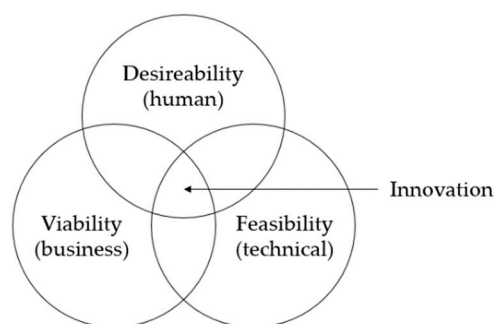 Desireability
(human)
Innovation
Viability
(business)
Feasibility
(technical)